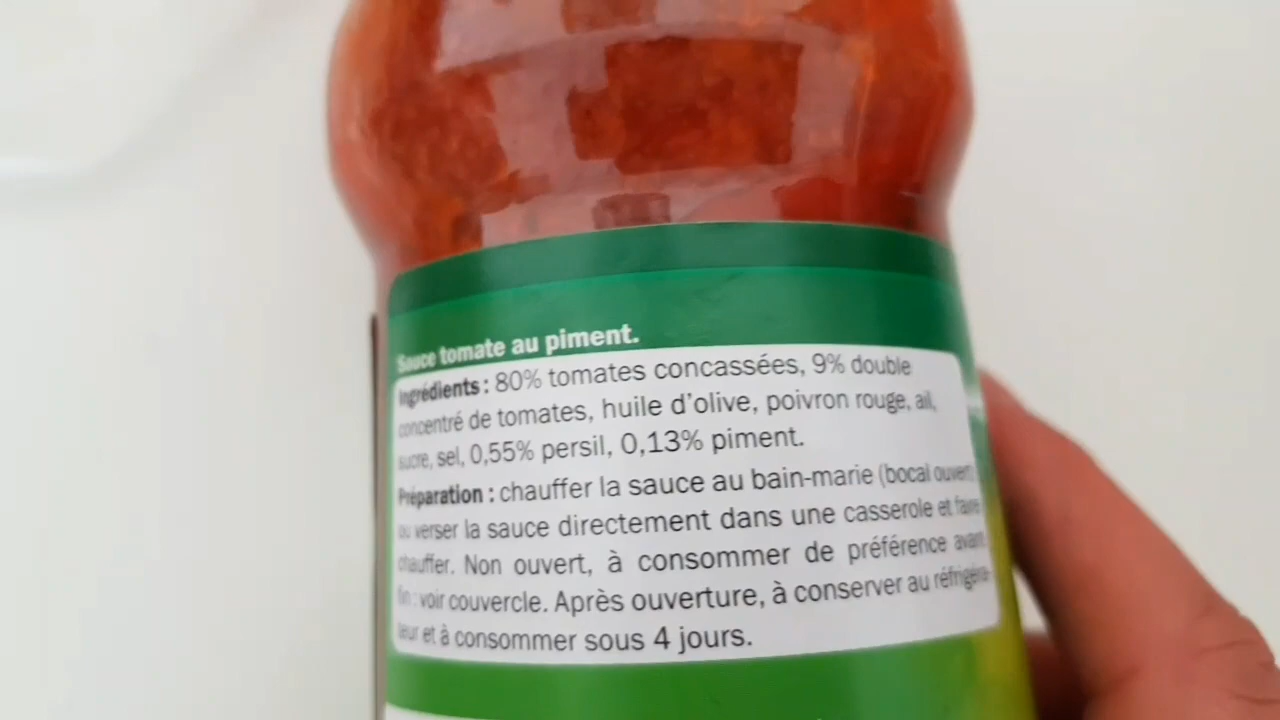 Sauce tomate au piment.
Ingrédients : 80% tomates concassées, 9% double
concentré de tomates, huile d'olive, poivron rouge, ail,
sucre, sel, 0,55% persil, 0,13% piment.
Préparation : chauffer la sauce au bain-marie (bocal ouvert)
ou verser la sauce directement dans une casserole et faire
chauffer. Non ouvert, à consommer de préférence avant
fin : voir couvercle. Après ouverture, à conserver au réfrigéra-
teur et à consommer sous 4 jours.